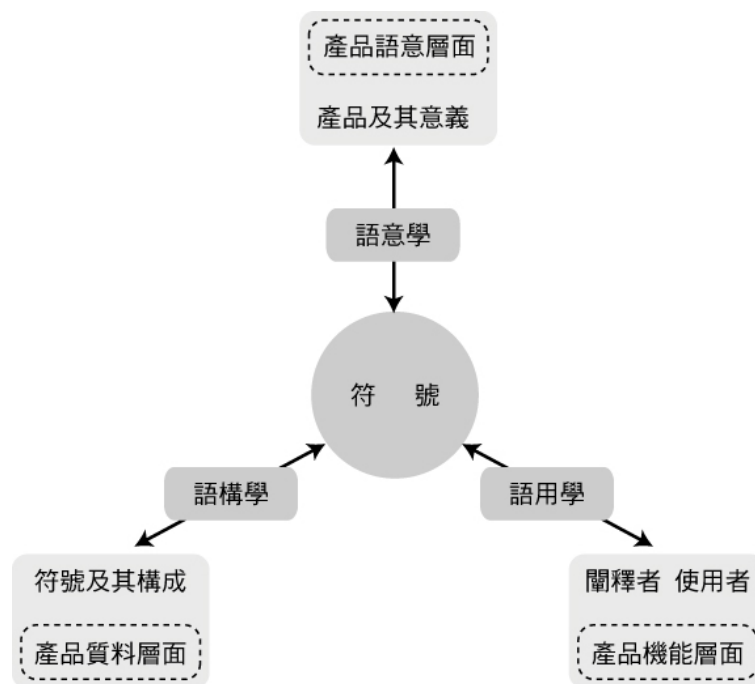 產品語意層面
產品及其意義
語意學
符 號
語構學
語用學
符號及其構成
產品質料層面
闡釋者 使用者
產品機能層面